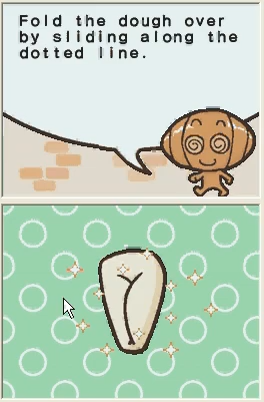 Fold the dough over
by sliding along the
dotted line.